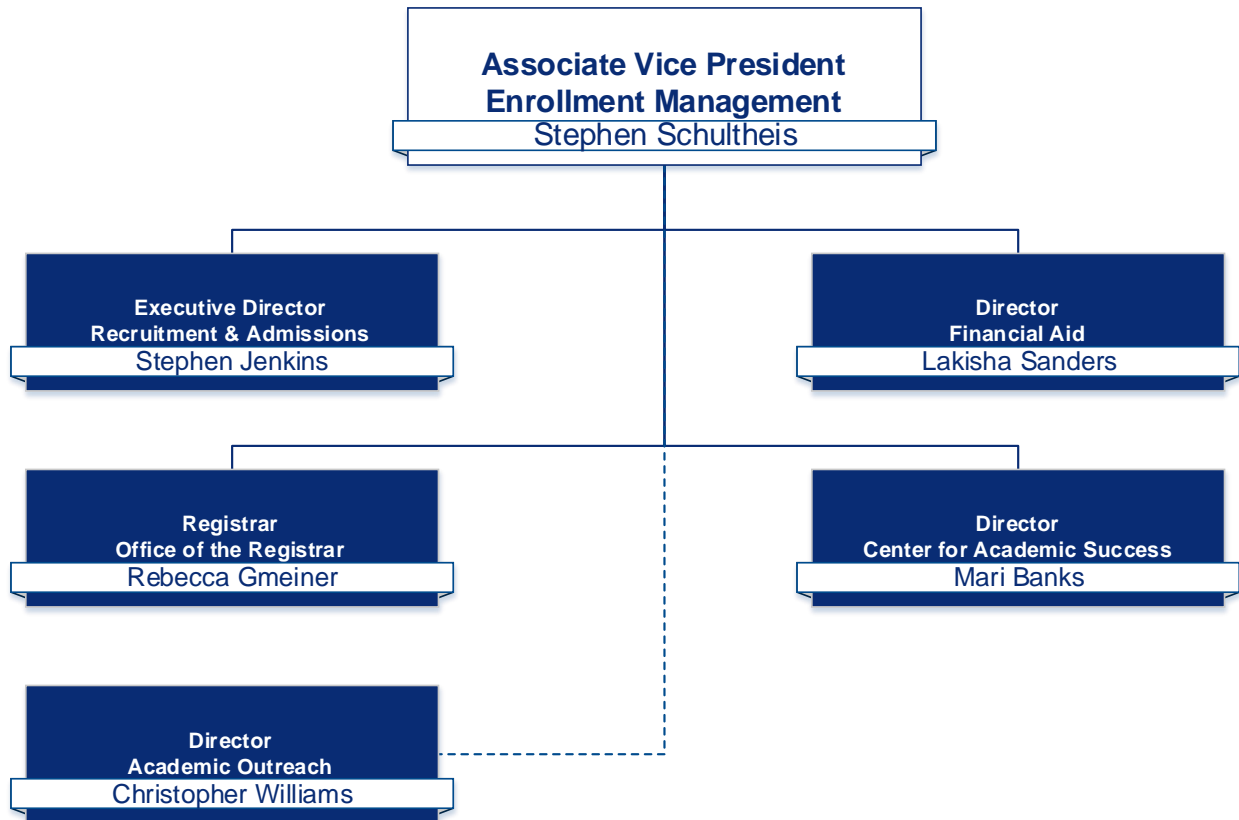 Associate Vice President
Enrollment Management
Stephen Schultheis
Executive Director
Recruitment & Admissions
Stephen Jenkins
Director
Financial Aid
Lakisha Sanders
Registrar
Office of the Registrar
Rebecca Gmeiner
Director
Center for Academic Success
Mari Banks
Director
Academic Outreach
Christopher Williams